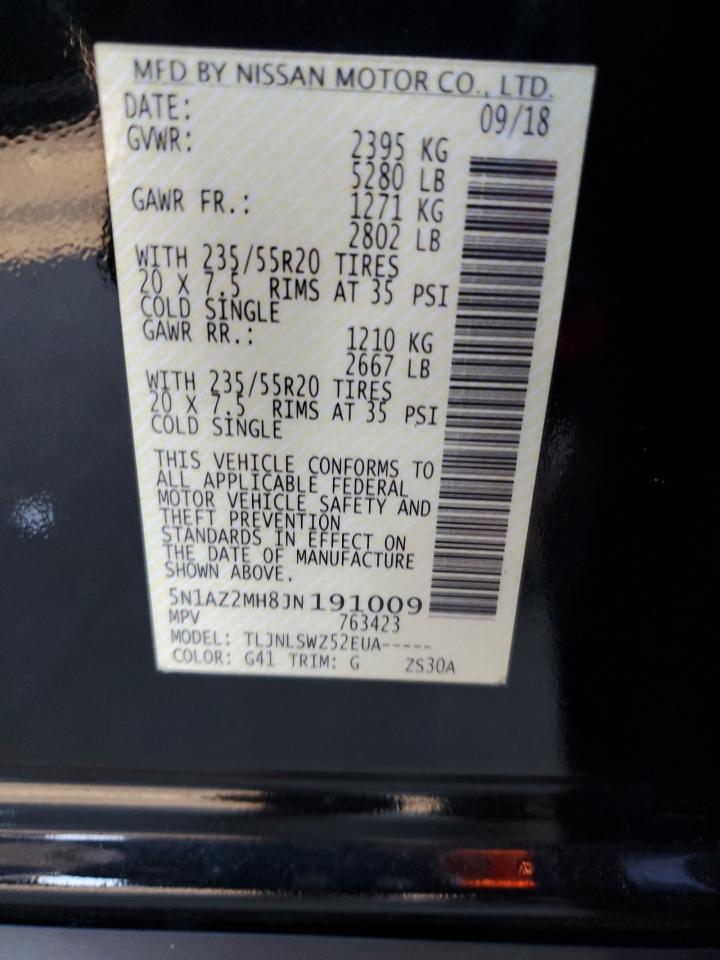 MFD BY NISSAN MOTOR CO., LTD.
DATE: 09/18
GVWR: 2395 KG
5280 LB
GAWR FR.: 1271 KG
2802 LB
WITH 235/55R20 TIRES
20 X 7.5 RIMS AT 35 PSI
COLD SINGLE
GAWR RR.: 1210 KG
2667 LB
WITH 235/55R20 TIRES
20 X 7.5 RIMS AT 35 PSI
COLD SINGLE
THIS VEHICLE CONFORMS TO
ALL APPLICABLE FEDERAL
MOTOR VEHICLE SAFETY AND
THEFT PREVENTION
STANDARDS IN EFFECT ON
THE DATE OF MANUFACTURE
SHOWN ABOVE.
5N1AZ2MH8JN191009
MPV 763423
MODEL: TLJNLSWZ52EUA-----
COLOR: G41 TRIM: G ZS30A